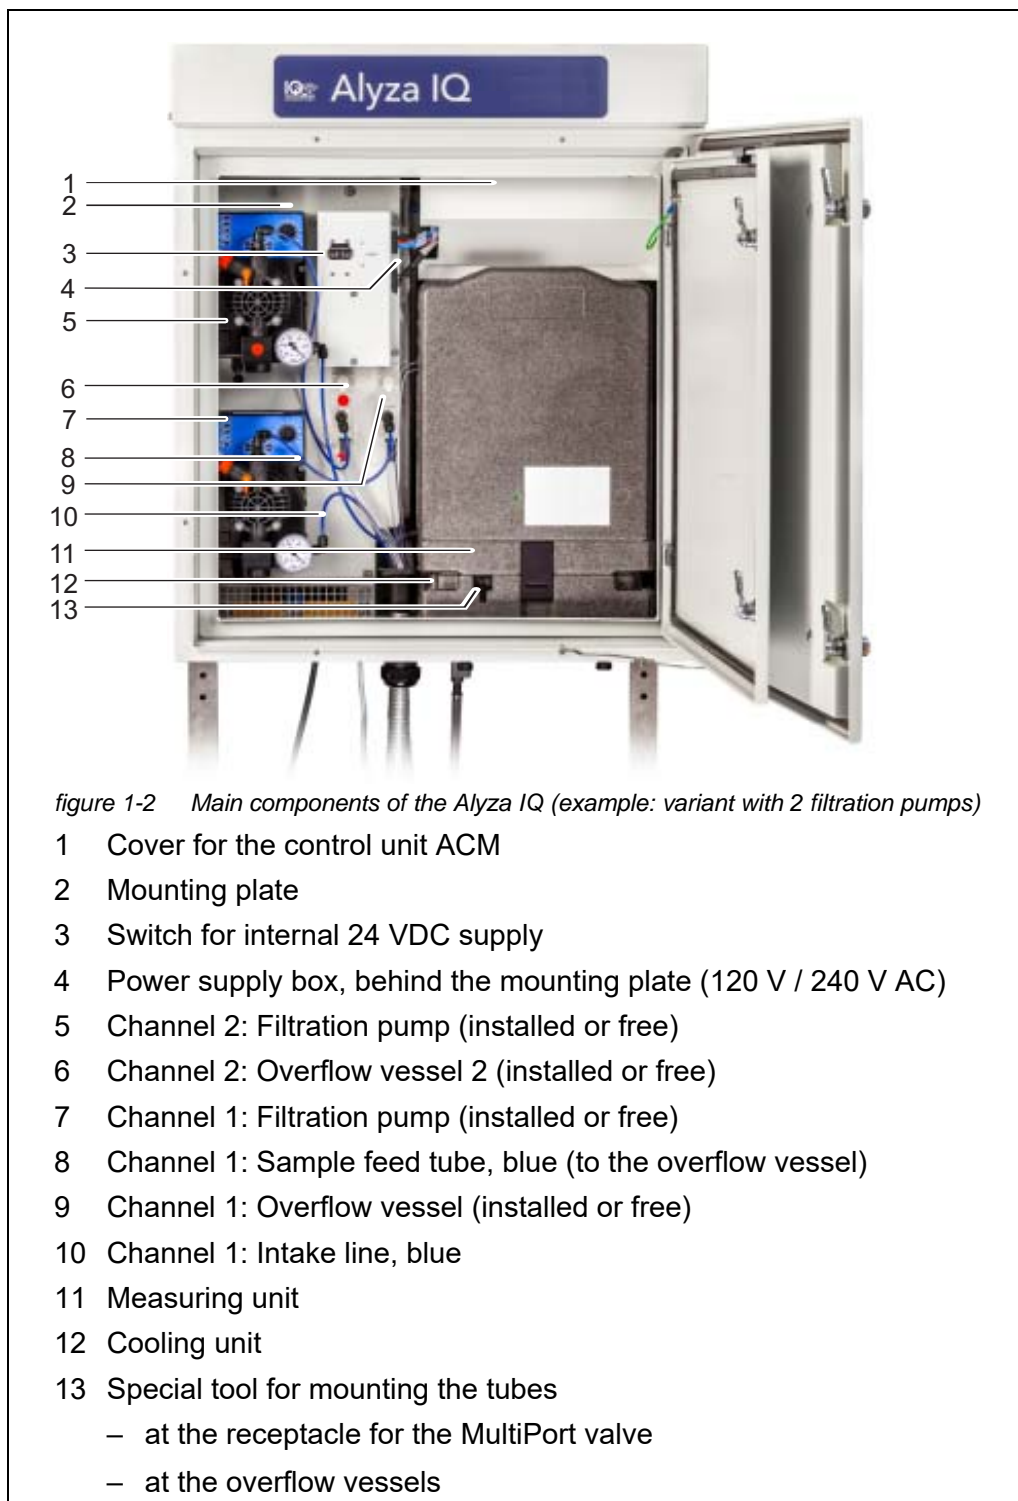 IQ
Alyza IQ
1
2
3
4
5
6
7
8
9
10
11
12
13
figure 1-2 Main components of the Alyza IQ (example: variant with 2 filtration pumps)
1 Cover for the control unit ACM
2 Mounting plate
3 Switch for internal 24 VDC supply
4 Power supply box, behind the mounting plate (120 V / 240 V AC)
5 Channel 2: Filtration pump (installed or free)
6 Channel 2: Overflow vessel 2 (installed or free)
7 Channel 1: Filtration pump (installed or free)
8 Channel 1: Sample feed tube, blue (to the overflow vessel)
9 Channel 1: Overflow vessel (installed or free)
10 Channel 1: Intake line, blue
11 Measuring unit
12 Cooling unit
13 Special tool for mounting the tubes
– at the receptacle for the MultiPort valve
– at the overflow vessels